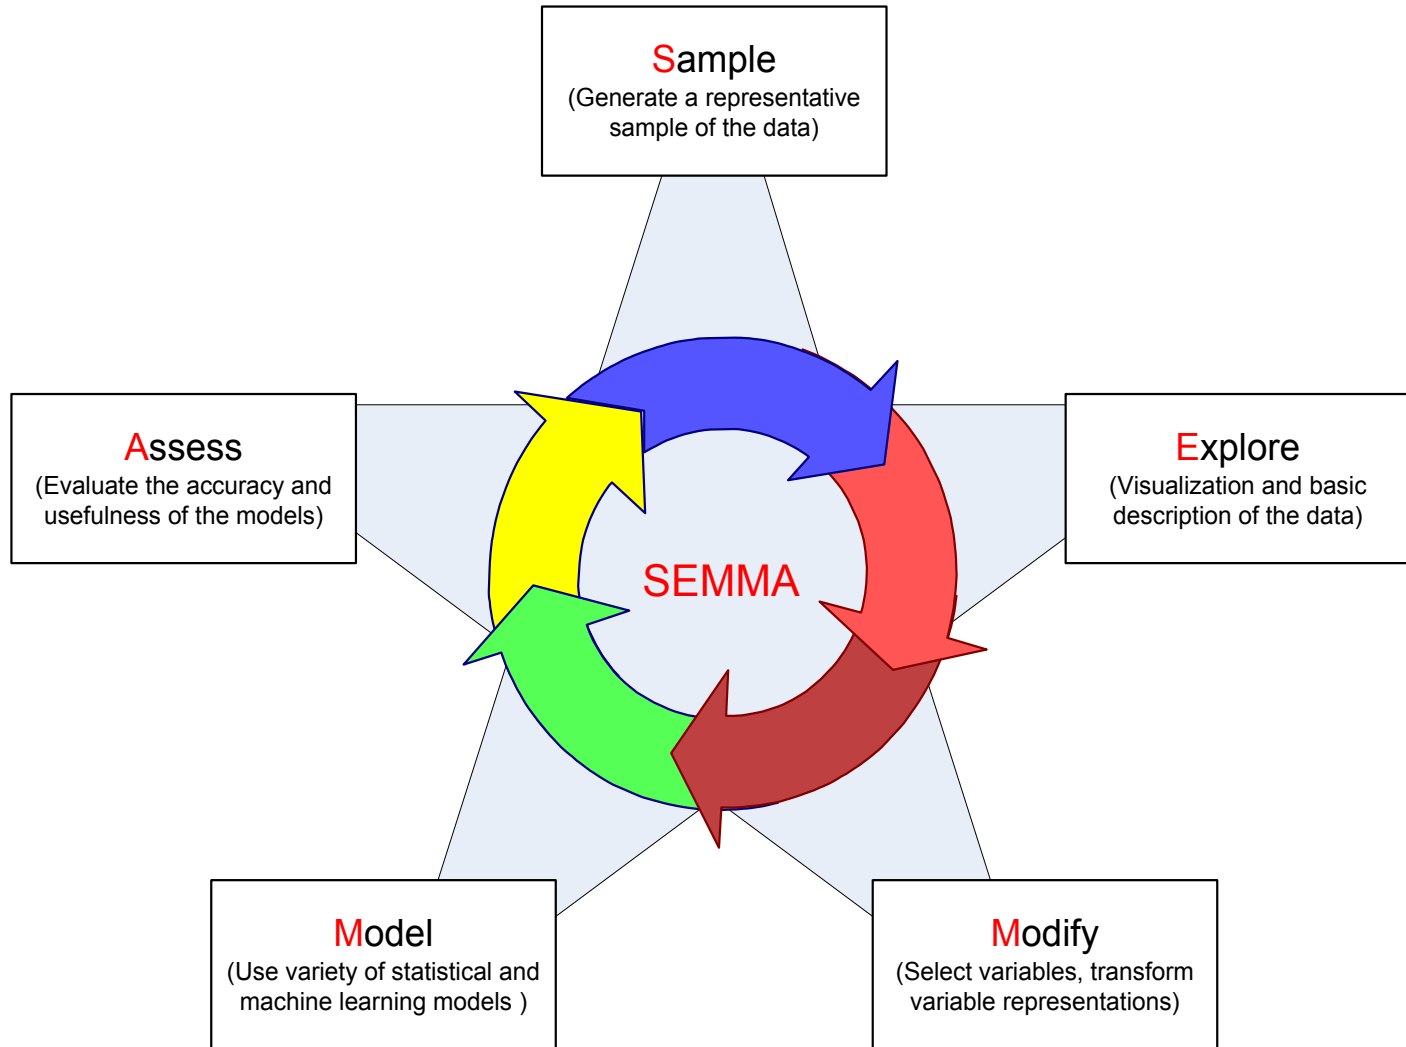 Sample
(Generate a representative
sample of the data)
Assess
(Evaluate the accuracy and
usefulness of the models)
Explore
(Visualization and basic
description of the data)
SEMMA
Model
(Use variety of statistical and
machine learning models )
Modify
(Select variables, transform
variable representations)